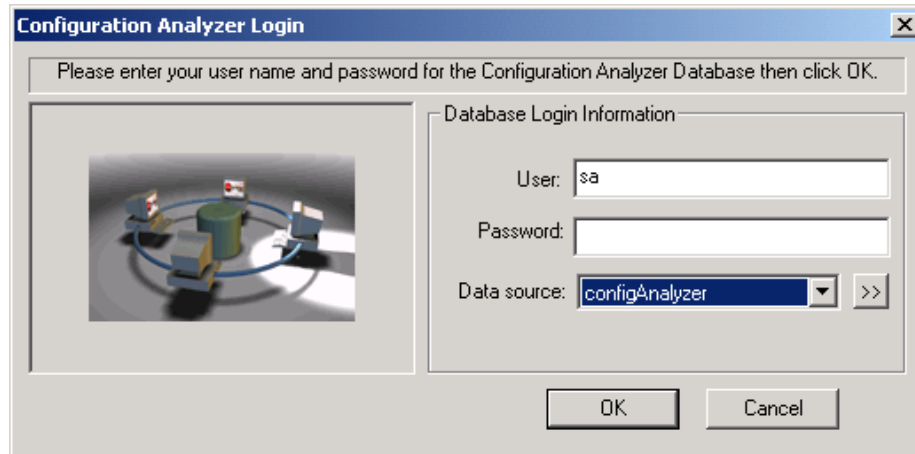 Configuration Analyzer Login
Please enter your user name and password for the Configuration Analyzer Database then click OK.
Database Login Information
User: sa
Password:
Data source: configAnalyzer >>
OK Cancel